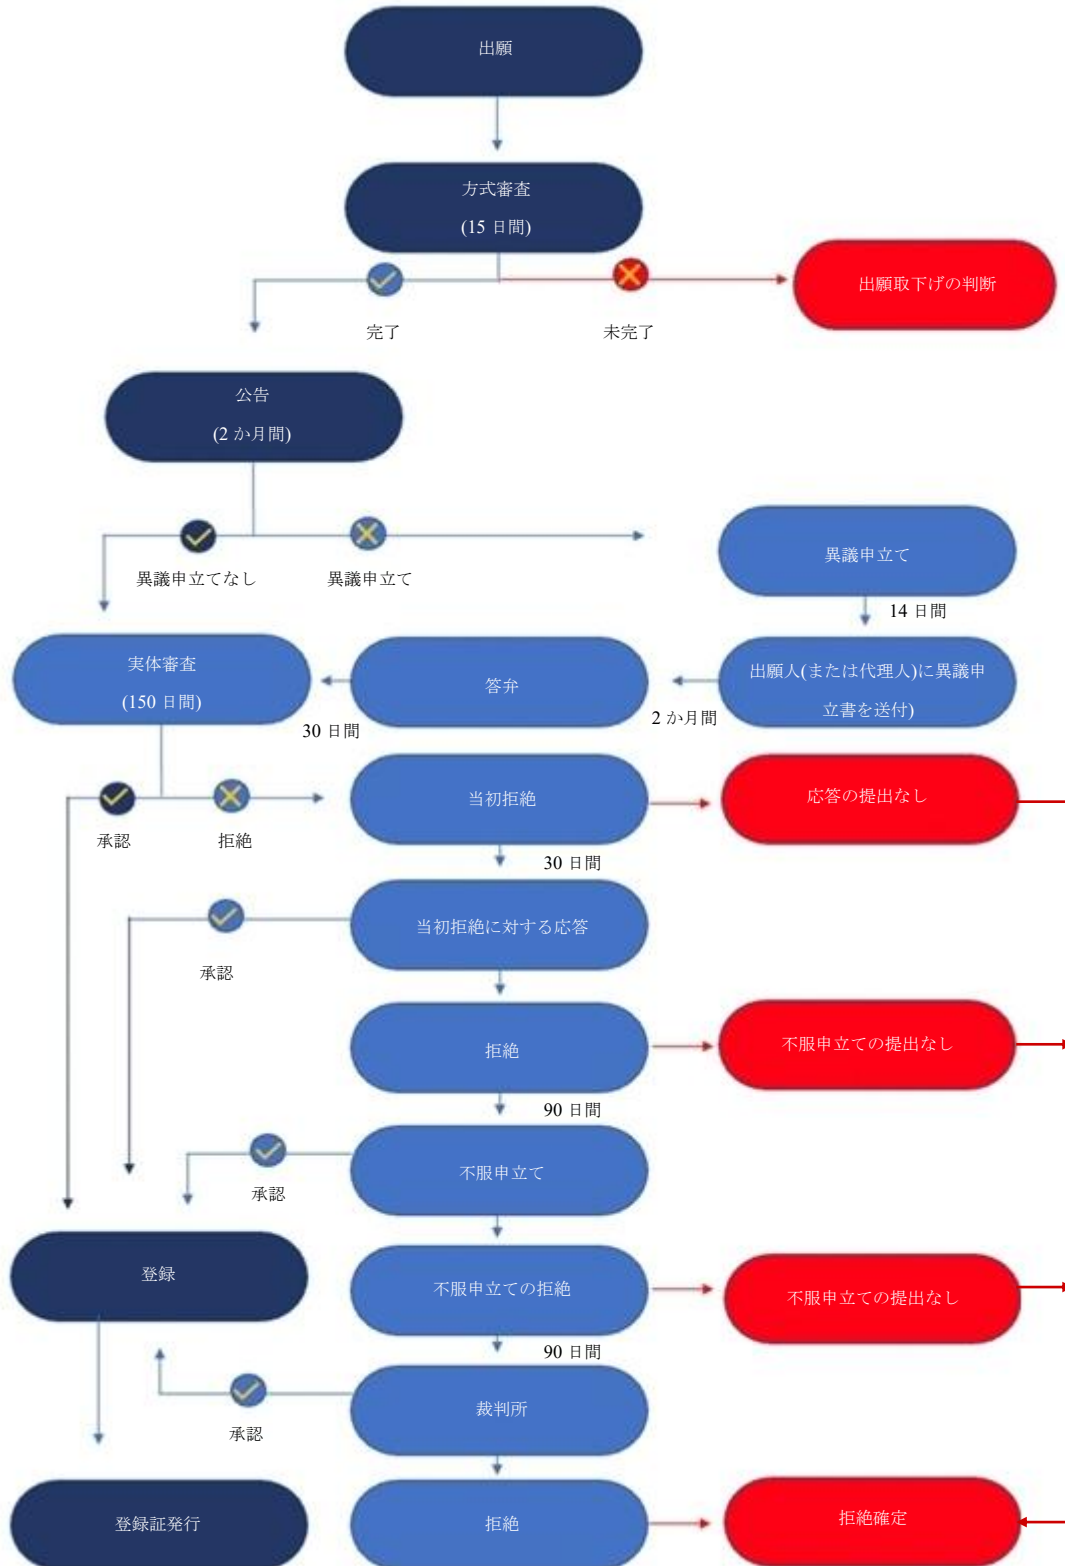 出願
方式審査
(15 日間)
出願取下げの判断
完了
未完了
公告
(2 か月間)
異議申立てなし
異議申立て
異議申立て
14 日間
実体審査
(150 日間)
答弁
出願人(または代理人)に異議申
立書を送付)
30 日間
2 か月間
承認
拒絶
当初拒絶
応答の提出なし
30 日間
当初拒絶に対する応答
承認
拒絶
不服申立ての提出なし
90 日間
不服申立て
承認
登録
不服申立ての拒絶
不服申立ての提出なし
90 日間
裁判所
承認
登録証発行
拒絶
拒絶確定